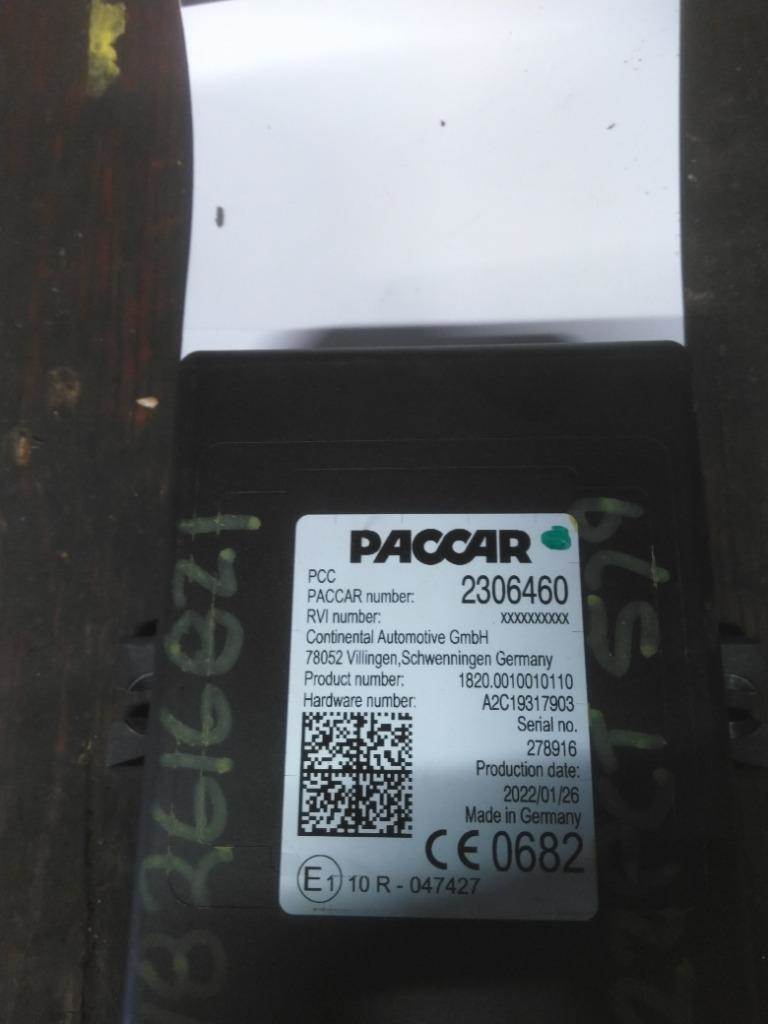 PACCAR
PCC
PACCAR number: 2306460
RVI number: xxxxxxxxxx
Continental Automotive GmbH
78052 Villingen,Schwenningen Germany
Product number: 1820.0010010110
Hardware number: A2C19317903
Serial no.
278916
Production date:
2022/01/26
Made in Germany
CE 0682
E1 10 R - 047427